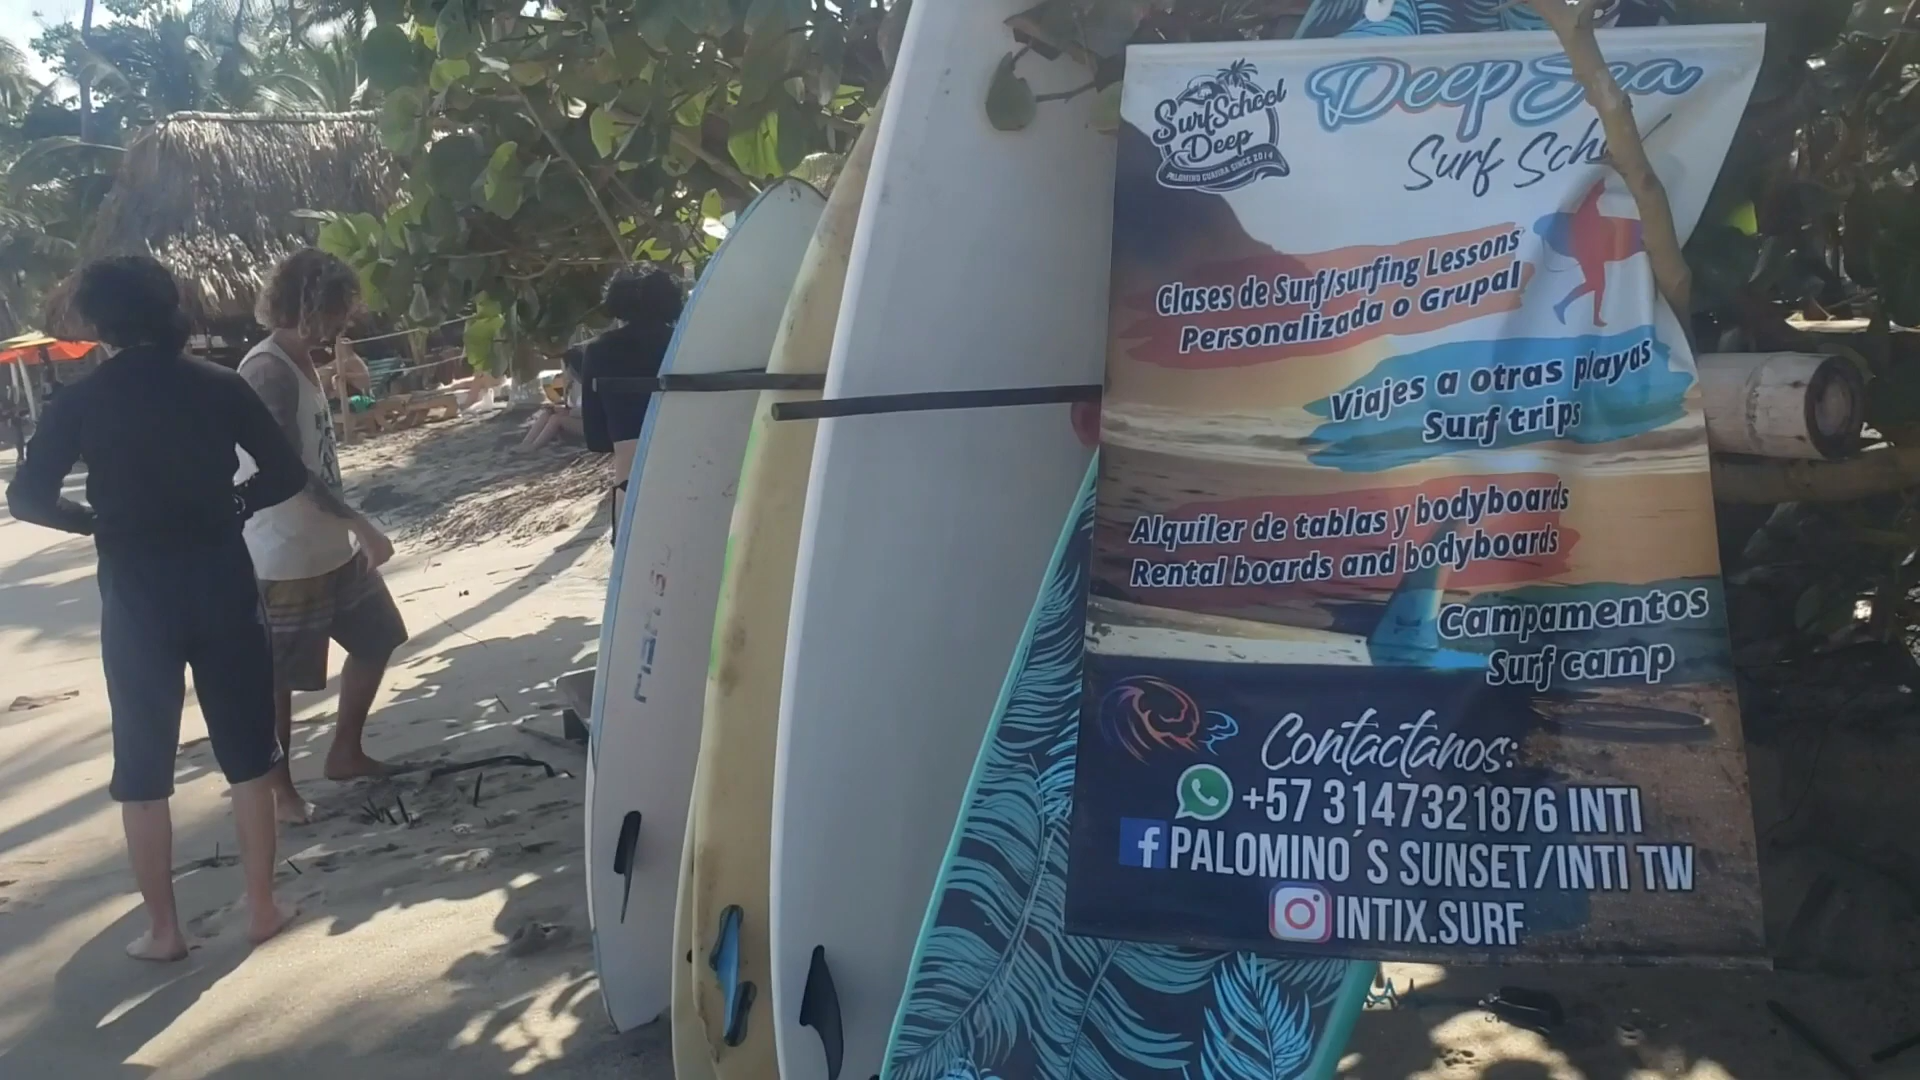 SurfSchool
Deep
PALOMINO GUAJIRA SINCE 2014
Deep Sea
Surf School
Clases de Surf/surfing Lessons
Personalizada o Grupal
Viajes a otras playas
Surf trips
Alquiler de tablas y bodyboards
Rental boards and bodyboards
Campamentos
Surf camp
Contactanos:
+57 3147321876 INTI
f PALOMINO´S SUNSET/INTI TW
INTIX.SURF